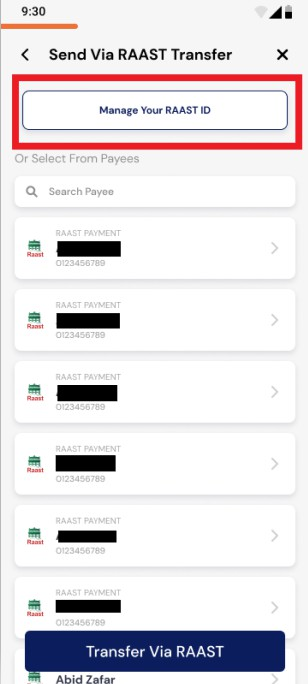 9:30
Send Via RAAST Transfer
Manage Your RAAST ID
Or Select From Payees
Search Payee
RAAST PAYMENT
Raast
0123456789
RAAST PAYMENT
Raast
0123456789
RAAST PAYMENT
Raast
0123456789
RAAST PAYMENT
Raast
0123456789
RAAST PAYMENT
Raast
0123456789
RAAST PAYMENT
Raast
0123456789
Transfer Via RAAST
Abid Zafar